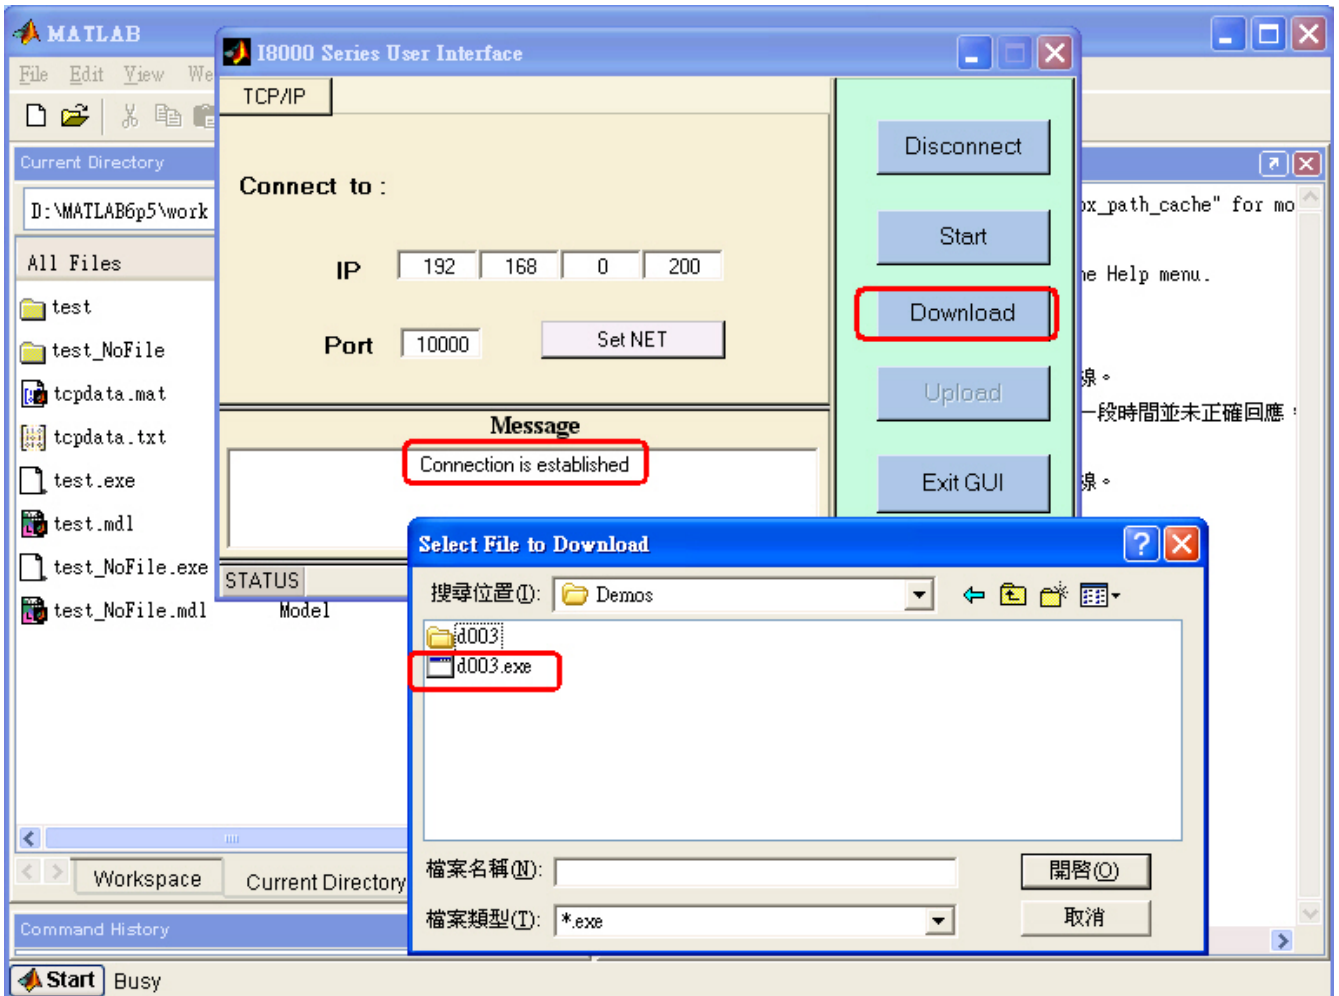 MATLAB
File Edit View We
Current Directory
D:\MATLAB6p5\work
All Files
test
test_NoFile
tcpdata.mat
tcpdata.txt
test.exe
test.mdl
test_NoFile.exe
test_NoFile.mdl Model
Workspace Current Directory
Command History
Start Busy
I8000 Series User Interface
TCP/IP
Connect to :
IP 192 168 0 200
Port 10000 Set NET
Message
Connection is established
STATUS
Disconnect
Start
Download
Upload
Exit GUI
ox_path_cache" for mo
he Help menu.
線。
一段時間並未正確回應，
線。
Select File to Download
搜尋位置(I): Demos
d003
d003.exe
檔案名稱(N): 開啓(O)
檔案類型(T): *.exe 取消